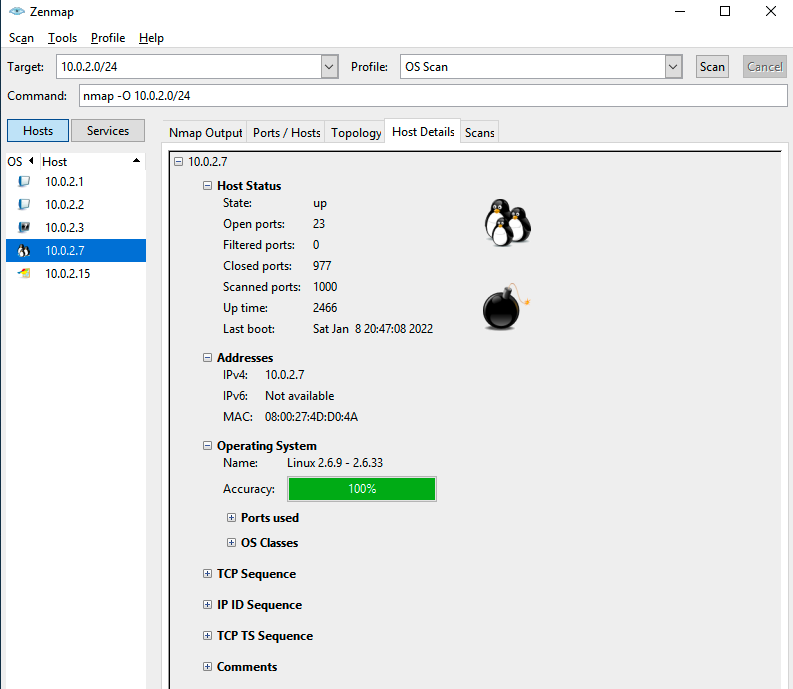 Zenmap
Scan Tools Profile Help
Target: 10.0.2.0/24 Profile: OS Scan Scan Cancel
Command: nmap -O 10.0.2.0/24
Hosts Services
Nmap Output Ports / Hosts Topology Host Details Scans
OS Host
10.0.2.1
10.0.2.2
10.0.2.3
10.0.2.7
10.0.2.15
10.0.2.7
Host Status
State: up
Open ports: 23
Filtered ports: 0
Closed ports: 977
Scanned ports: 1000
Up time: 2466
Last boot: Sat Jan 8 20:47:08 2022
Addresses
IPv4: 10.0.2.7
IPv6: Not available
MAC: 08:00:27:4D:D0:4A
Operating System
Name: Linux 2.6.9 - 2.6.33
Accuracy: 100%
Ports used
OS Classes
TCP Sequence
IP ID Sequence
TCP TS Sequence
Comments